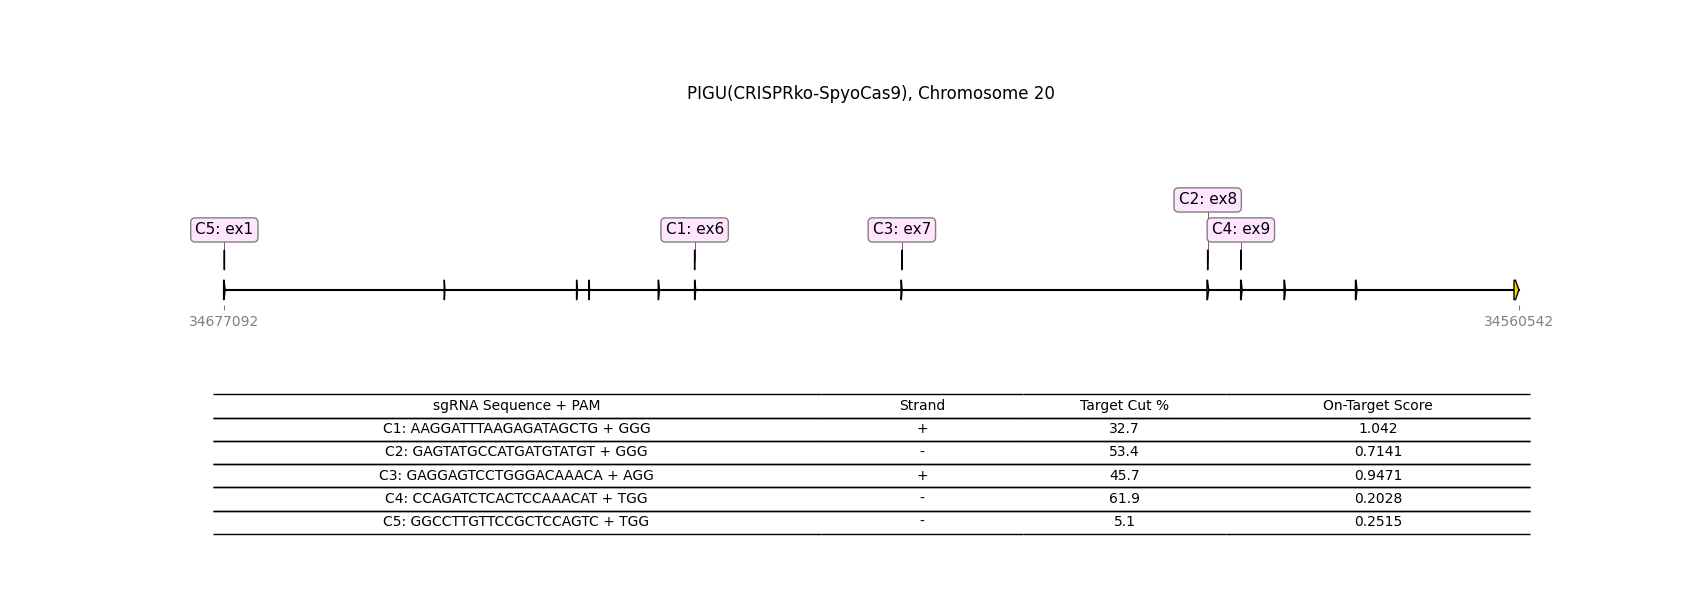 PIGU(CRISPRko-SpyoCas9), Chromosome 20
C2: ex8
C5: ex1 C1: ex6 C3: ex7 C4: ex9
34677092 34560542
sgRNA Sequence + PAM Strand Target Cut % On-Target Score
C1: AAGGATTTAAGAGATAGCTG + GGG + 32.7 1.042
C2: GAGTATGCCATGATGTATGT + GGG - 53.4 0.7141
C3: GAGGAGTCCTGGGACAAACA + AGG + 45.7 0.9471
C4: CCAGATCTCACTCCAAACAT + TGG - 61.9 0.2028
C5: GGCCTTGTTCCGCTCCAGTC + TGG - 5.1 0.2515